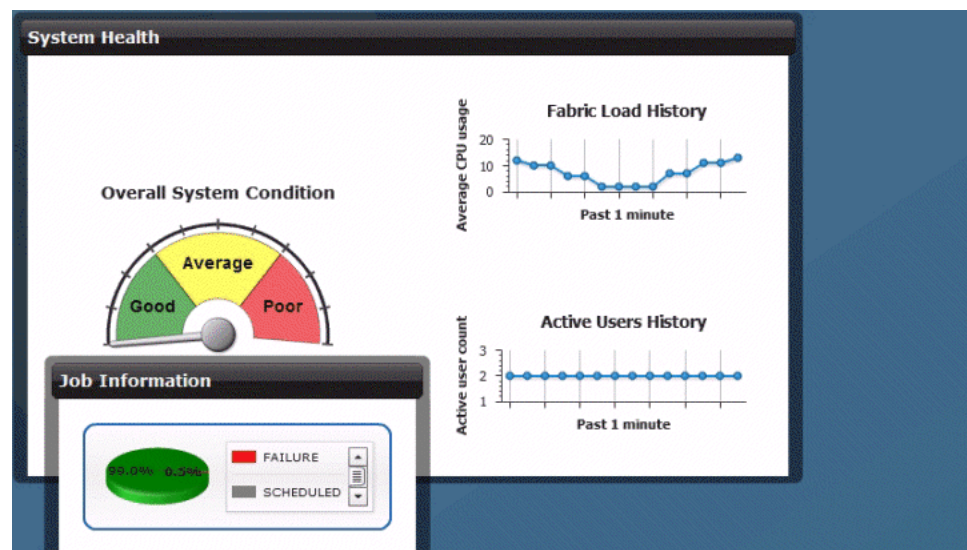 System Health
Overall System Condition
Good
Average
Poor
Fabric Load History
Average CPU usage
20
10
0
Past 1 minute
Active Users History
Active user count
3
2
1
Past 1 minute
Job Information
99.0% 0.5%
FAILURE
SCHEDULED